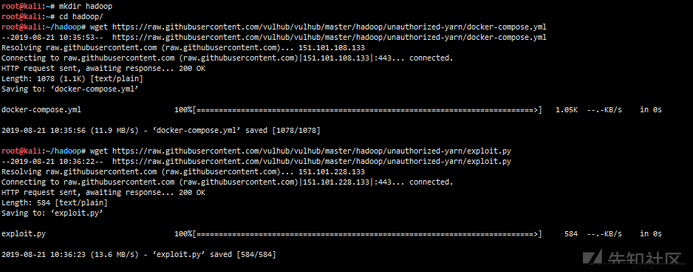 root@kali:~# mkdir hadoop
root@kali:~# cd hadoop/
root@kali:~/hadoop# wget https://raw.githubusercontent.com/vulhub/vulhub/master/hadoop/unauthorized-yarn/docker-compose.yml
--2019-08-21 10:35:53--  https://raw.githubusercontent.com/vulhub/vulhub/master/hadoop/unauthorized-yarn/docker-compose.yml
Resolving raw.githubusercontent.com (raw.githubusercontent.com)... 151.101.108.133
Connecting to raw.githubusercontent.com (raw.githubusercontent.com)|151.101.108.133|:443... connected.
HTTP request sent, awaiting response... 200 OK
Length: 1078 (1.1K) [text/plain]
Saving to: ‘docker-compose.yml’
docker-compose.yml 100%[===================================================================================>] 1.05K --.-KB/s in 0s
2019-08-21 10:35:56 (11.9 MB/s) - ‘docker-compose.yml’ saved [1078/1078]
root@kali:~/hadoop# wget https://raw.githubusercontent.com/vulhub/vulhub/master/hadoop/unauthorized-yarn/exploit.py
--2019-08-21 10:36:22--  https://raw.githubusercontent.com/vulhub/vulhub/master/hadoop/unauthorized-yarn/exploit.py
Resolving raw.githubusercontent.com (raw.githubusercontent.com)... 151.101.228.133
Connecting to raw.githubusercontent.com (raw.githubusercontent.com)|151.101.228.133|:443... connected.
HTTP request sent, awaiting response... 200 OK
Length: 584 [text/plain]
Saving to: ‘exploit.py’
exploit.py 100%[===================================================================================>] 584 --.-KB/s in 0s
2019-08-21 10:36:23 (13.6 MB/s) - ‘exploit.py’ saved [584/584]
先知社区